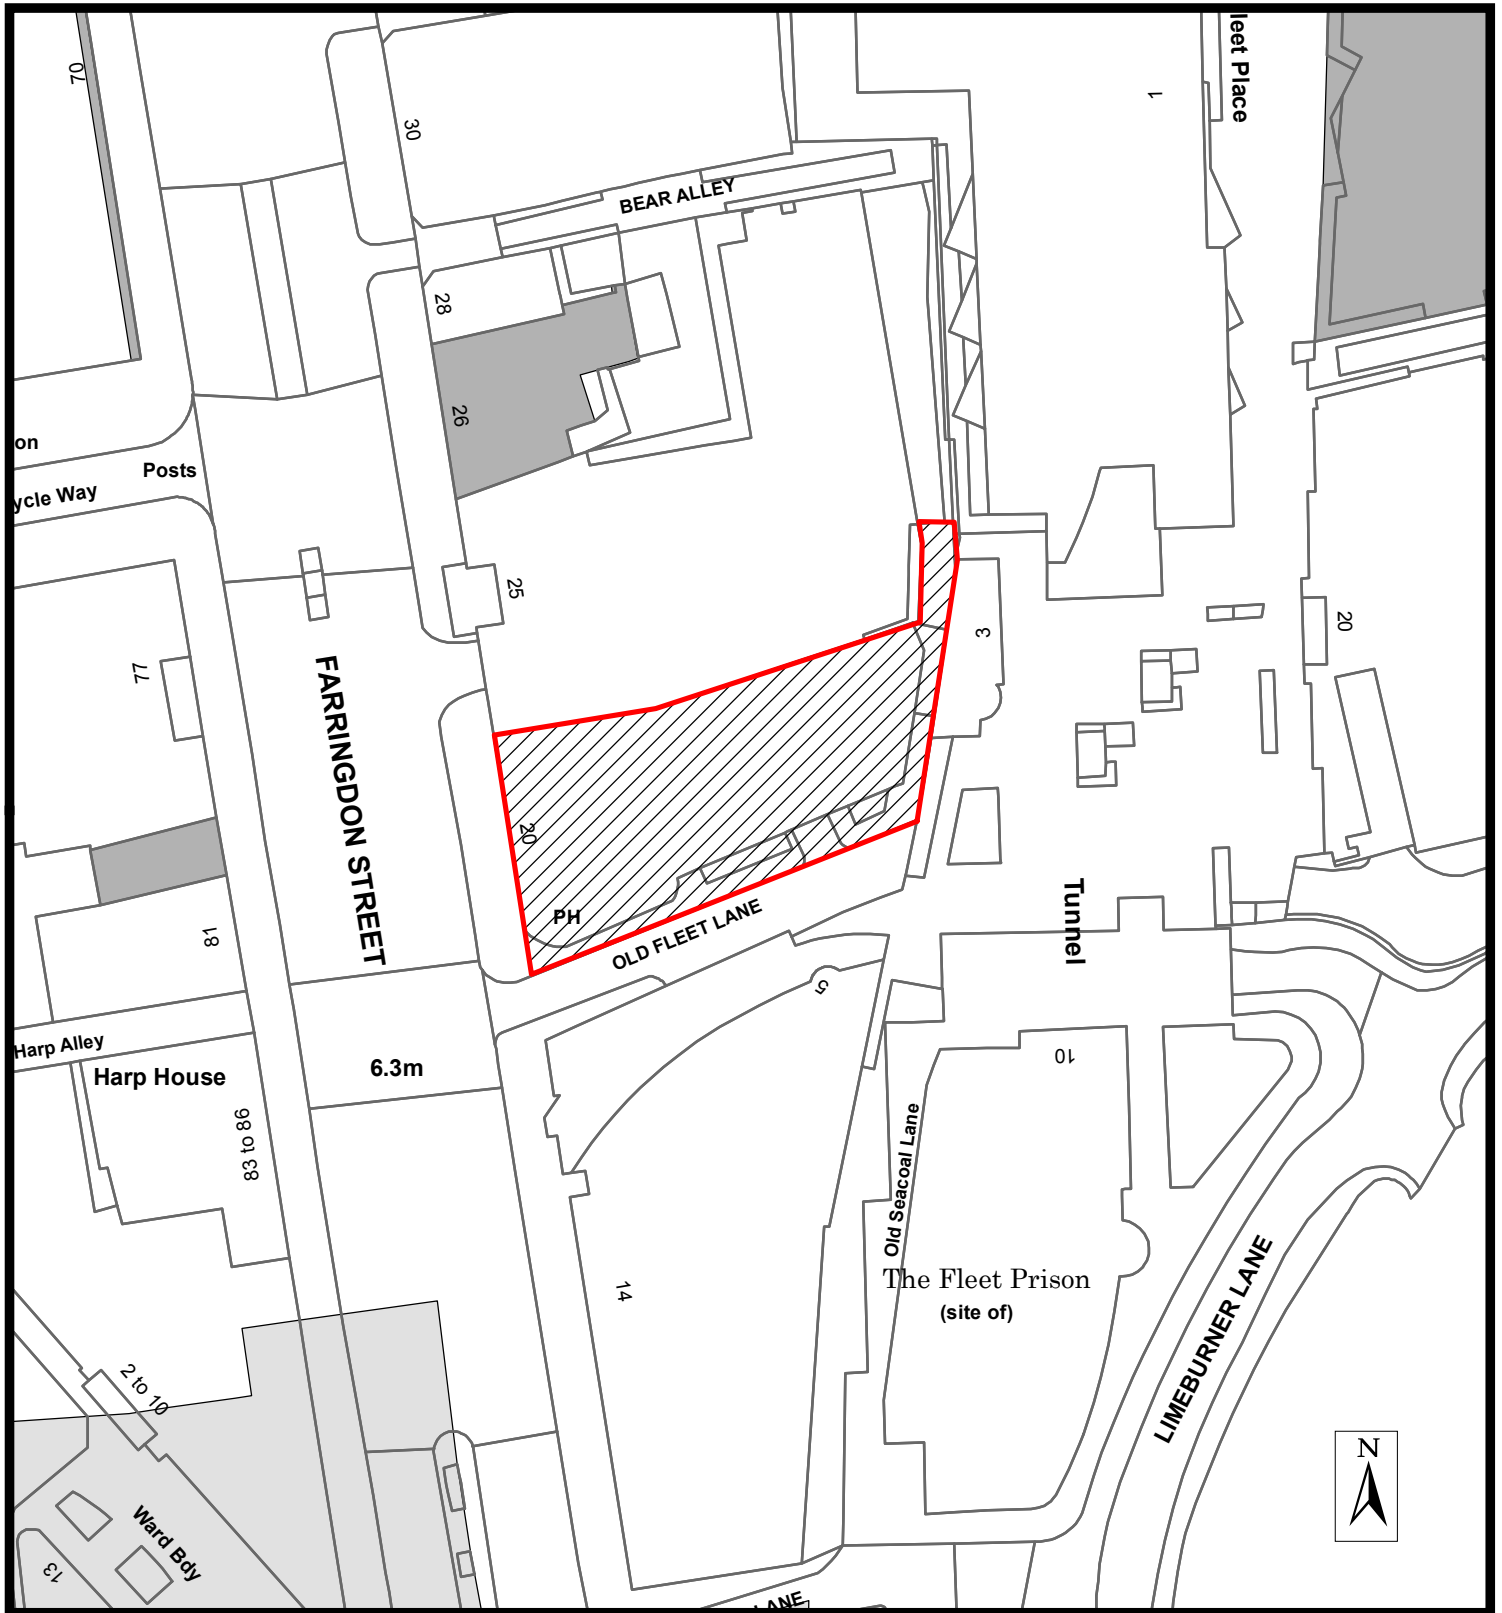 70
30
BEAR ALLEY
1
leet Place
28
26
on
Posts
ycle Way
25
3
20
77
FARRINGDON STREET
20
PH
OLD FLEET LANE
Tunnel
81
5
Harp Alley
Harp House
6.3m
10
83 to 86
Old Seacoal Lane
The Fleet Prison
(site of)
14
LIMEBURNER LANE
2 to 10
Ward Bdy
13
LANE
N